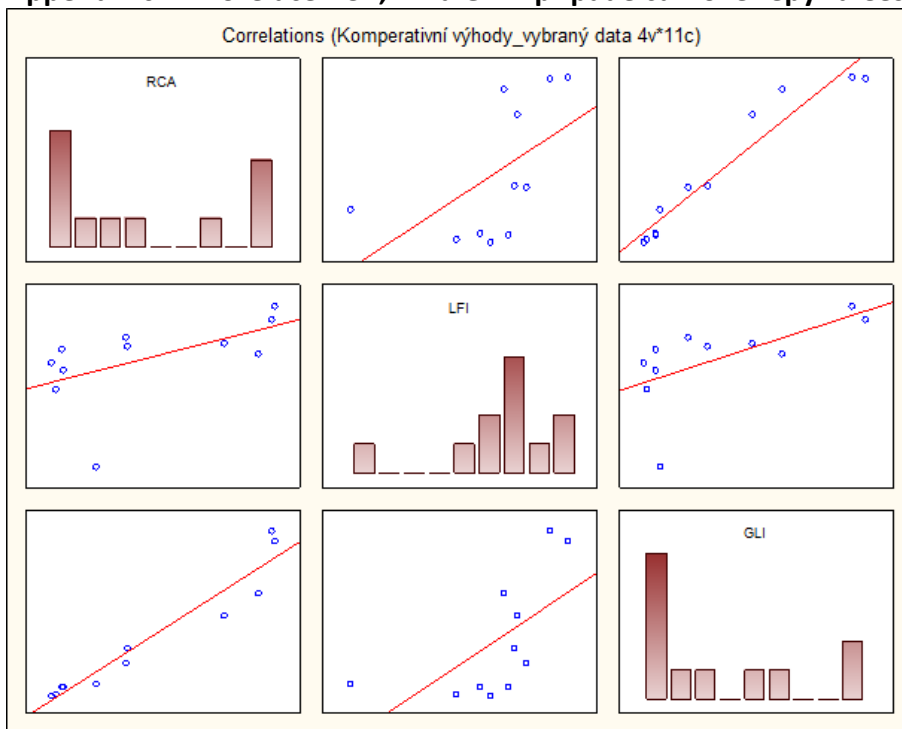 Correlations (Komperativní výhody_vybraný data 4v*11c)
RCA
LFI
GLI